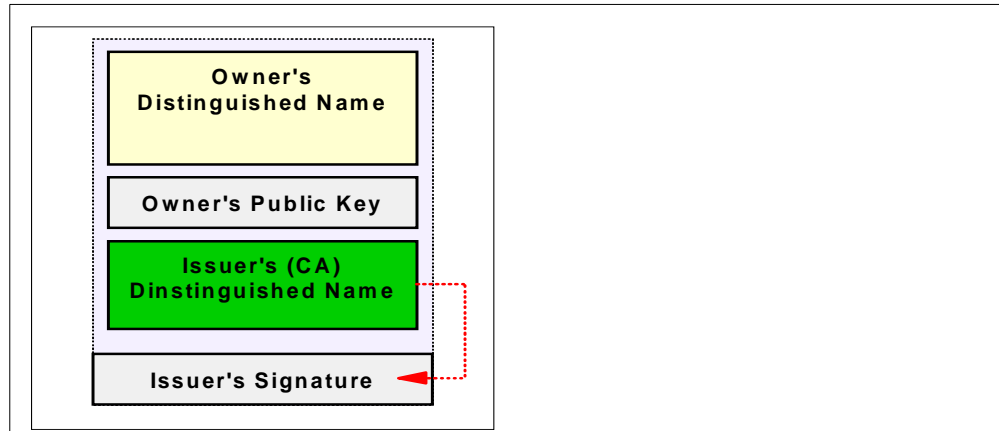 Owner's
Distinguished Name
Owner's Public Key
Issuer's (CA)
Dinstinguished Name
Issuer's Signature